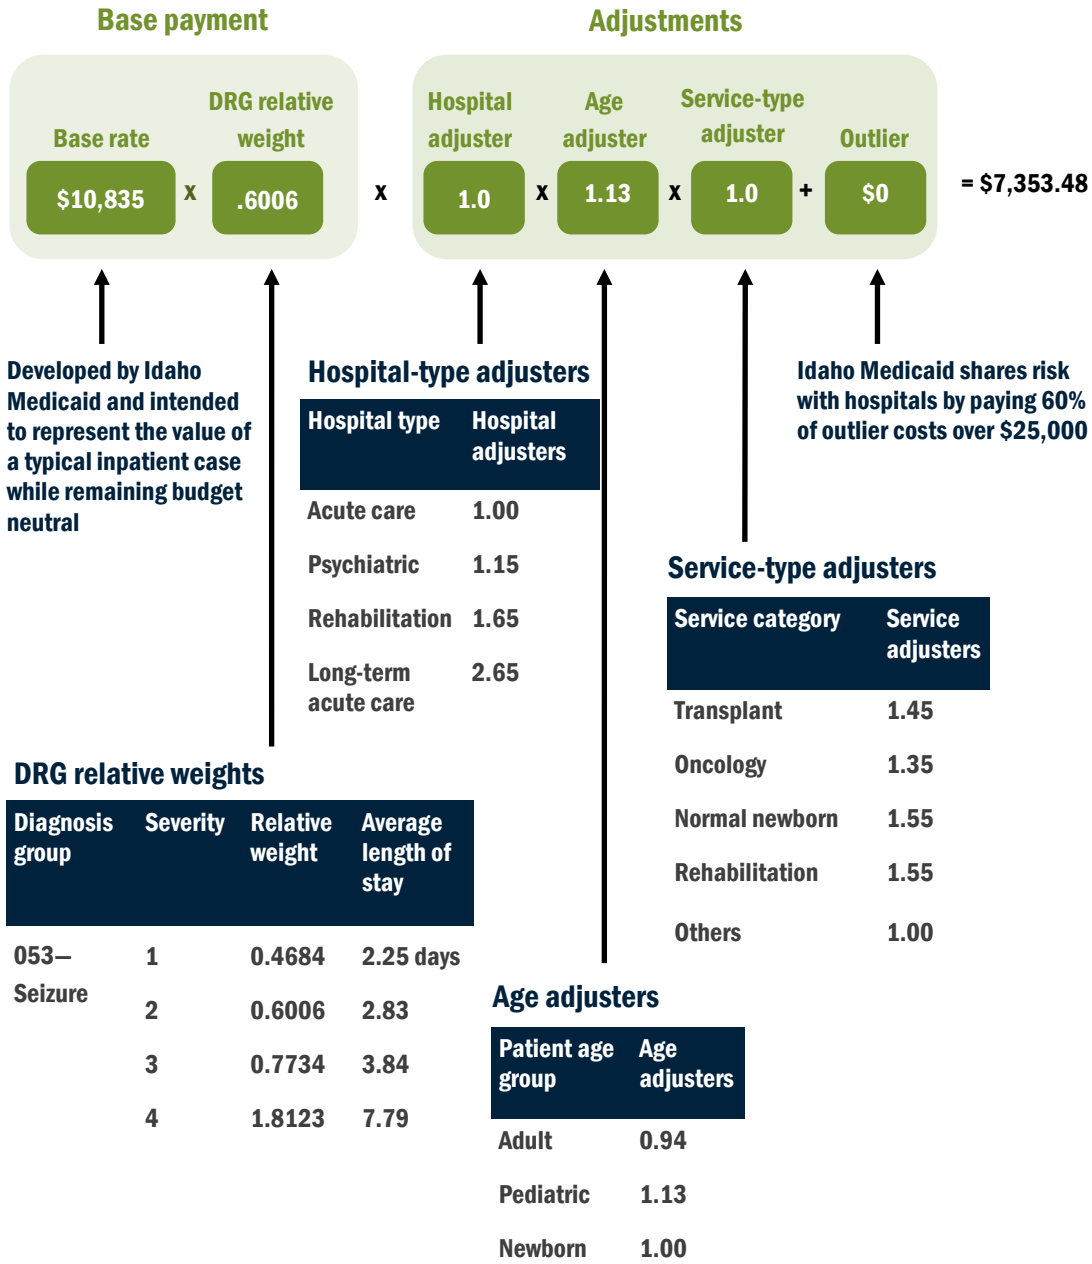 Base payment
Adjustments
Base rate
DRG relative
weight
Hospital
adjuster
Age
adjuster
Service-type
adjuster
Outlier
$10,835 x .6006 x 1.0 x 1.13 x 1.0 + $0 = $7,353.48
Developed by Idaho
Medicaid and intended
to represent the value of
a typical inpatient case
while remaining budget
neutral
Hospital-type adjusters
Hospital type Hospital
adjusters
Acute care 1.00
Psychiatric 1.15
Rehabilitation 1.65
Long-term 2.65
acute care
Idaho Medicaid shares risk
with hospitals by paying 60%
of outlier costs over $25,000
Service-type adjusters
Service category Service
adjusters
Transplant 1.45
Oncology 1.35
Normal newborn 1.55
Rehabilitation 1.55
Others 1.00
DRG relative weights
Diagnosis Severity Relative Average
group weight length of
stay
053— 1 0.4684 2.25 days
Seizure
2 0.6006 2.83
3 0.7734 3.84
4 1.8123 7.79
Age adjusters
Patient age Age
group adjusters
Adult 0.94
Pediatric 1.13
Newborn 1.00